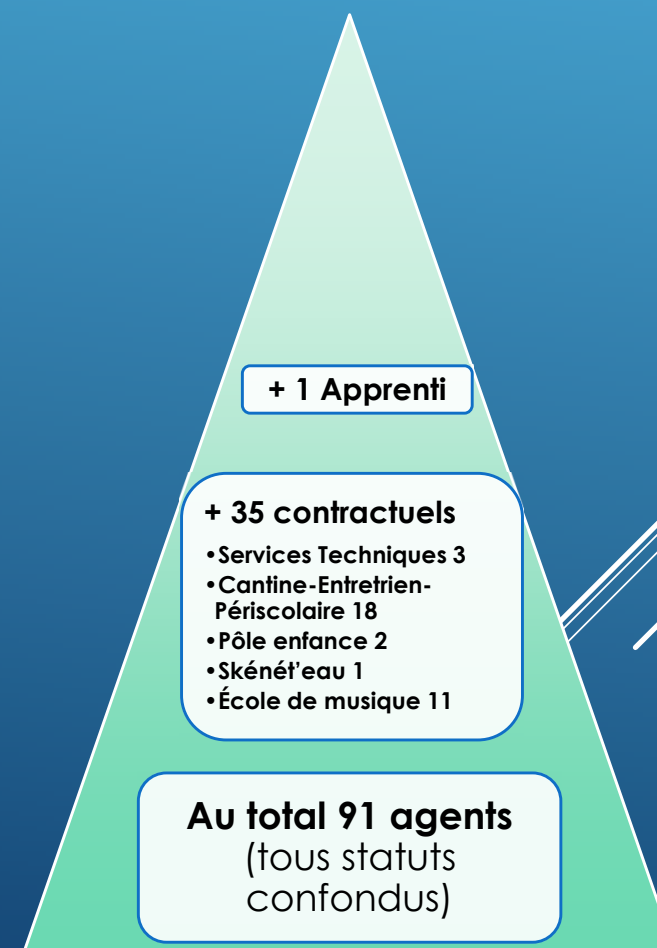 + 1 Apprenti
+ 35 contractuels
•Services Techniques 3
•Cantine-Entretrien-
Périscolaire 18
•Pôle enfance 2
•Skénét'eau 1
•École de musique 11
Au total 91 agents
(tous statuts
confondus)